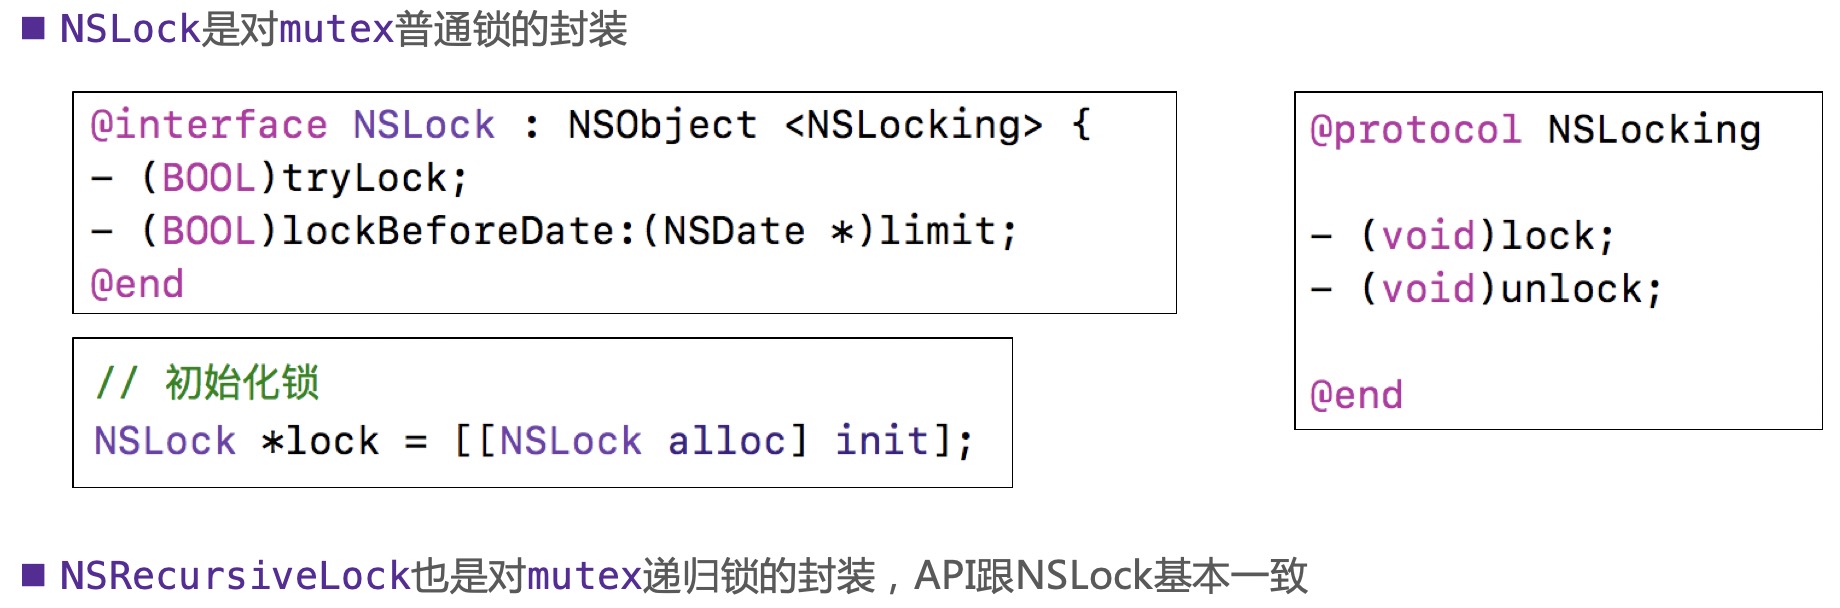 NSLock是对mutex普通锁的封装
@interface NSLock : NSObject <NSLocking> {
- (BOOL)tryLock;
- (BOOL)lockBeforeDate:(NSDate *)limit;
@end
@protocol NSLocking
- (void)lock;
- (void)unlock;
@end
// 初始化锁
NSLock *lock = [[NSLock alloc] init];
NSRecursiveLock也是对mutex递归锁的封装，API跟NSLock基本一致